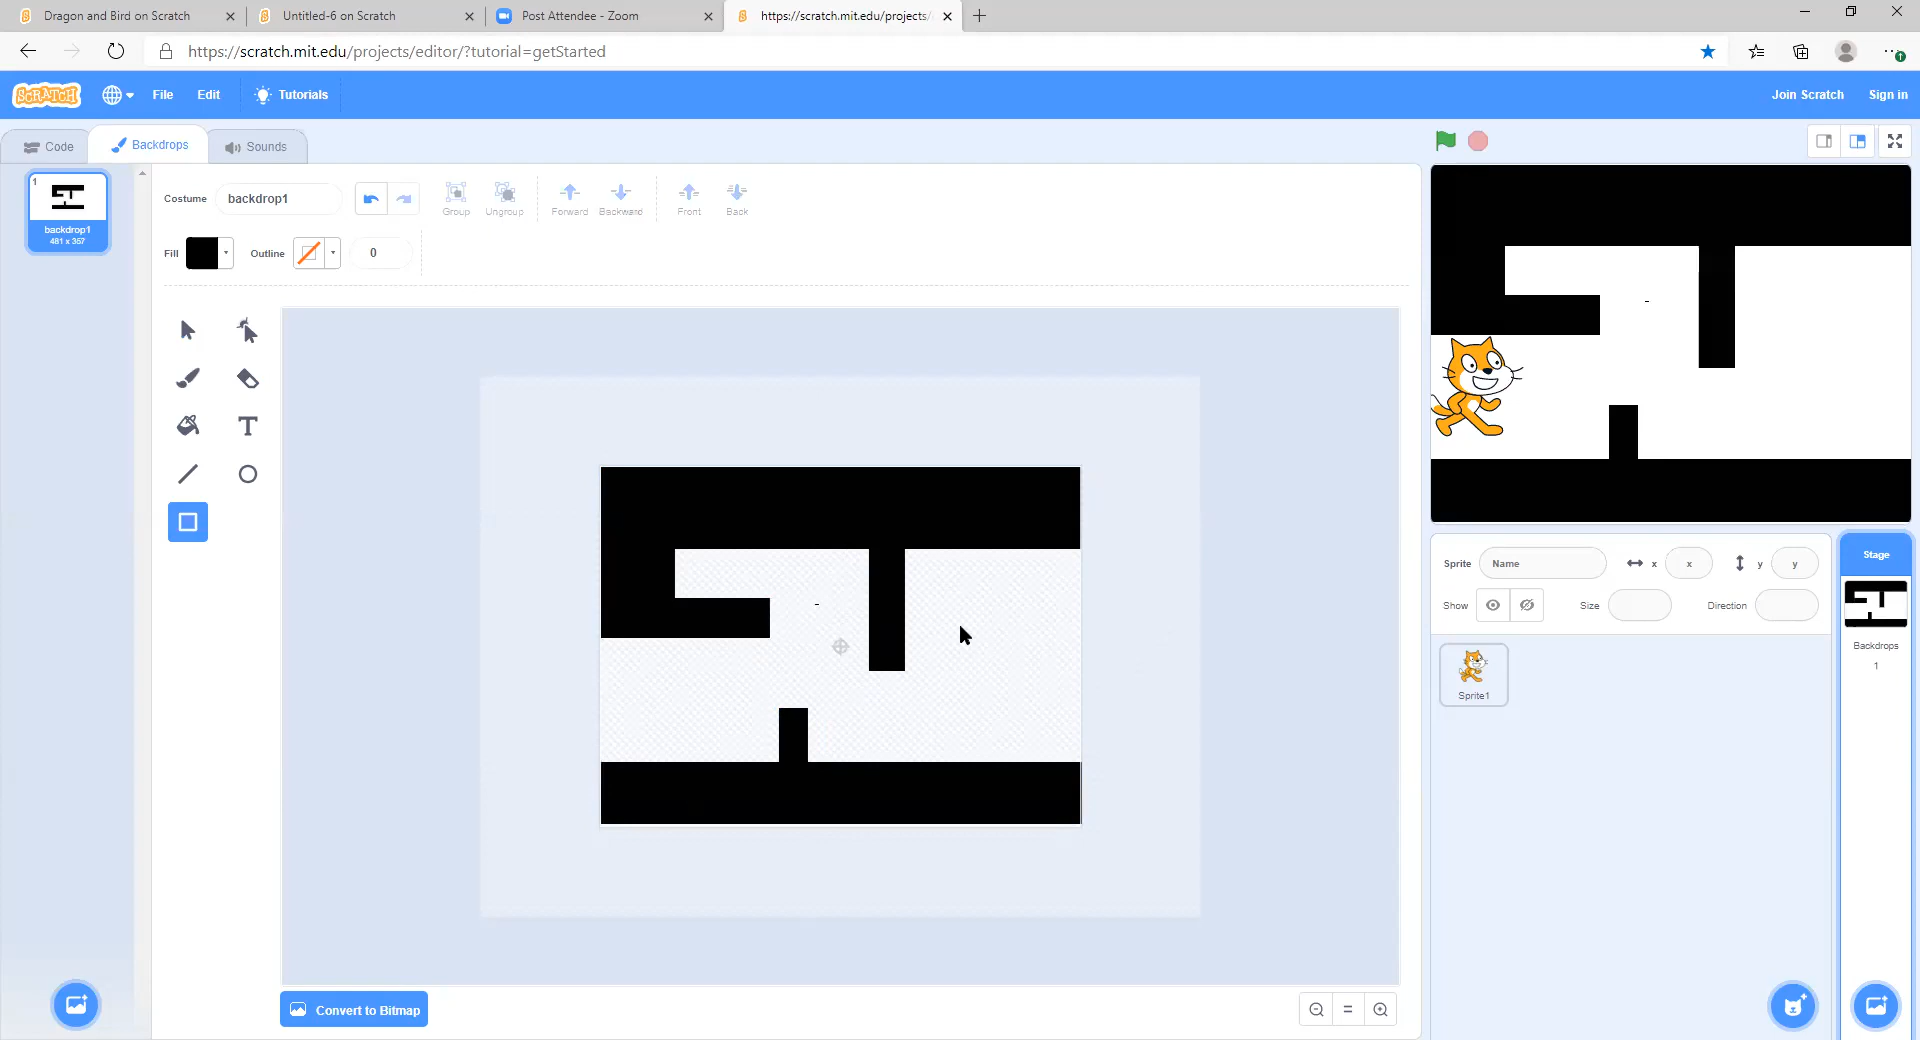 Dragon and Bird on Scratch
Untitled-6 on Scratch
Post Attendee - Zoom
https://scratch.mit.edu/projects/
https://scratch.mit.edu/projects/editor/?tutorial=getStarted
SCRATCH
File
Edit
Tutorials
Join Scratch
Sign in
Code
Backdrops
Sounds
1
backdrop1
481 x 357
Costume
backdrop1
Group
Ungroup
Forward
Backward
Front
Back
Fill
Outline
0
T
Convert to Bitmap
Sprite
Name
x
x
y
y
Show
Size
Direction
Sprite1
Stage
Backdrops
1